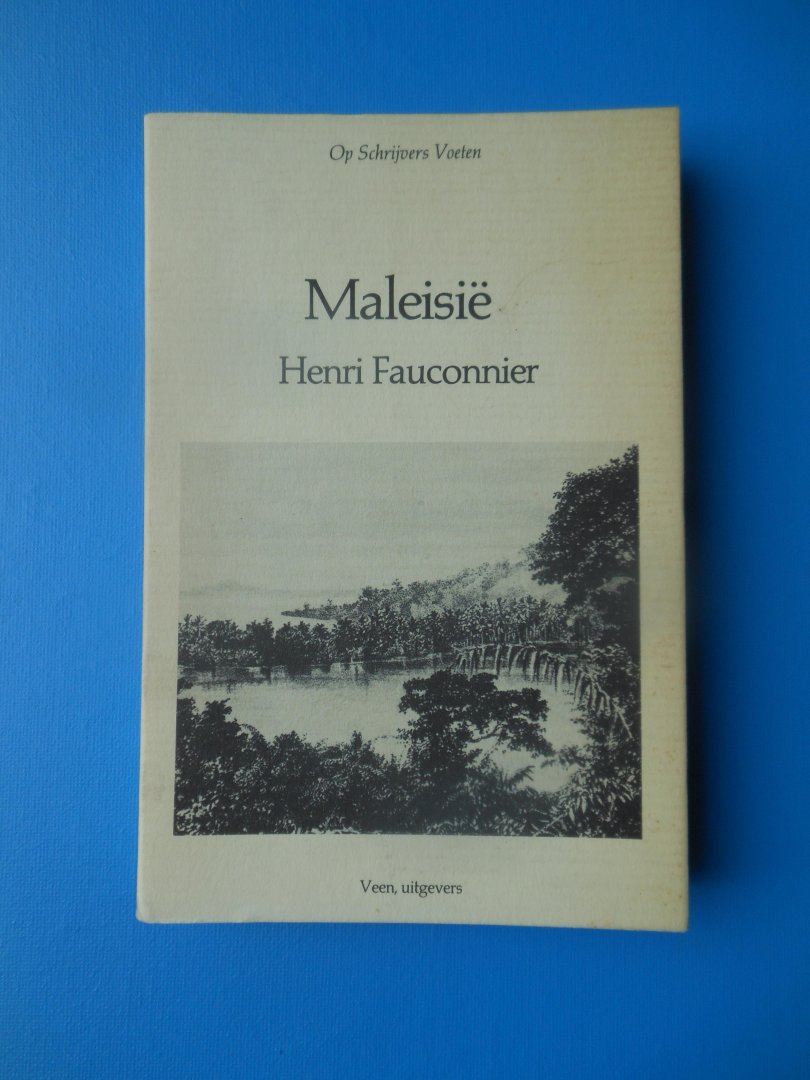 Op Schrijvers Voeten
Maleisië
Henri Fauconnier
Veen, uitgevers